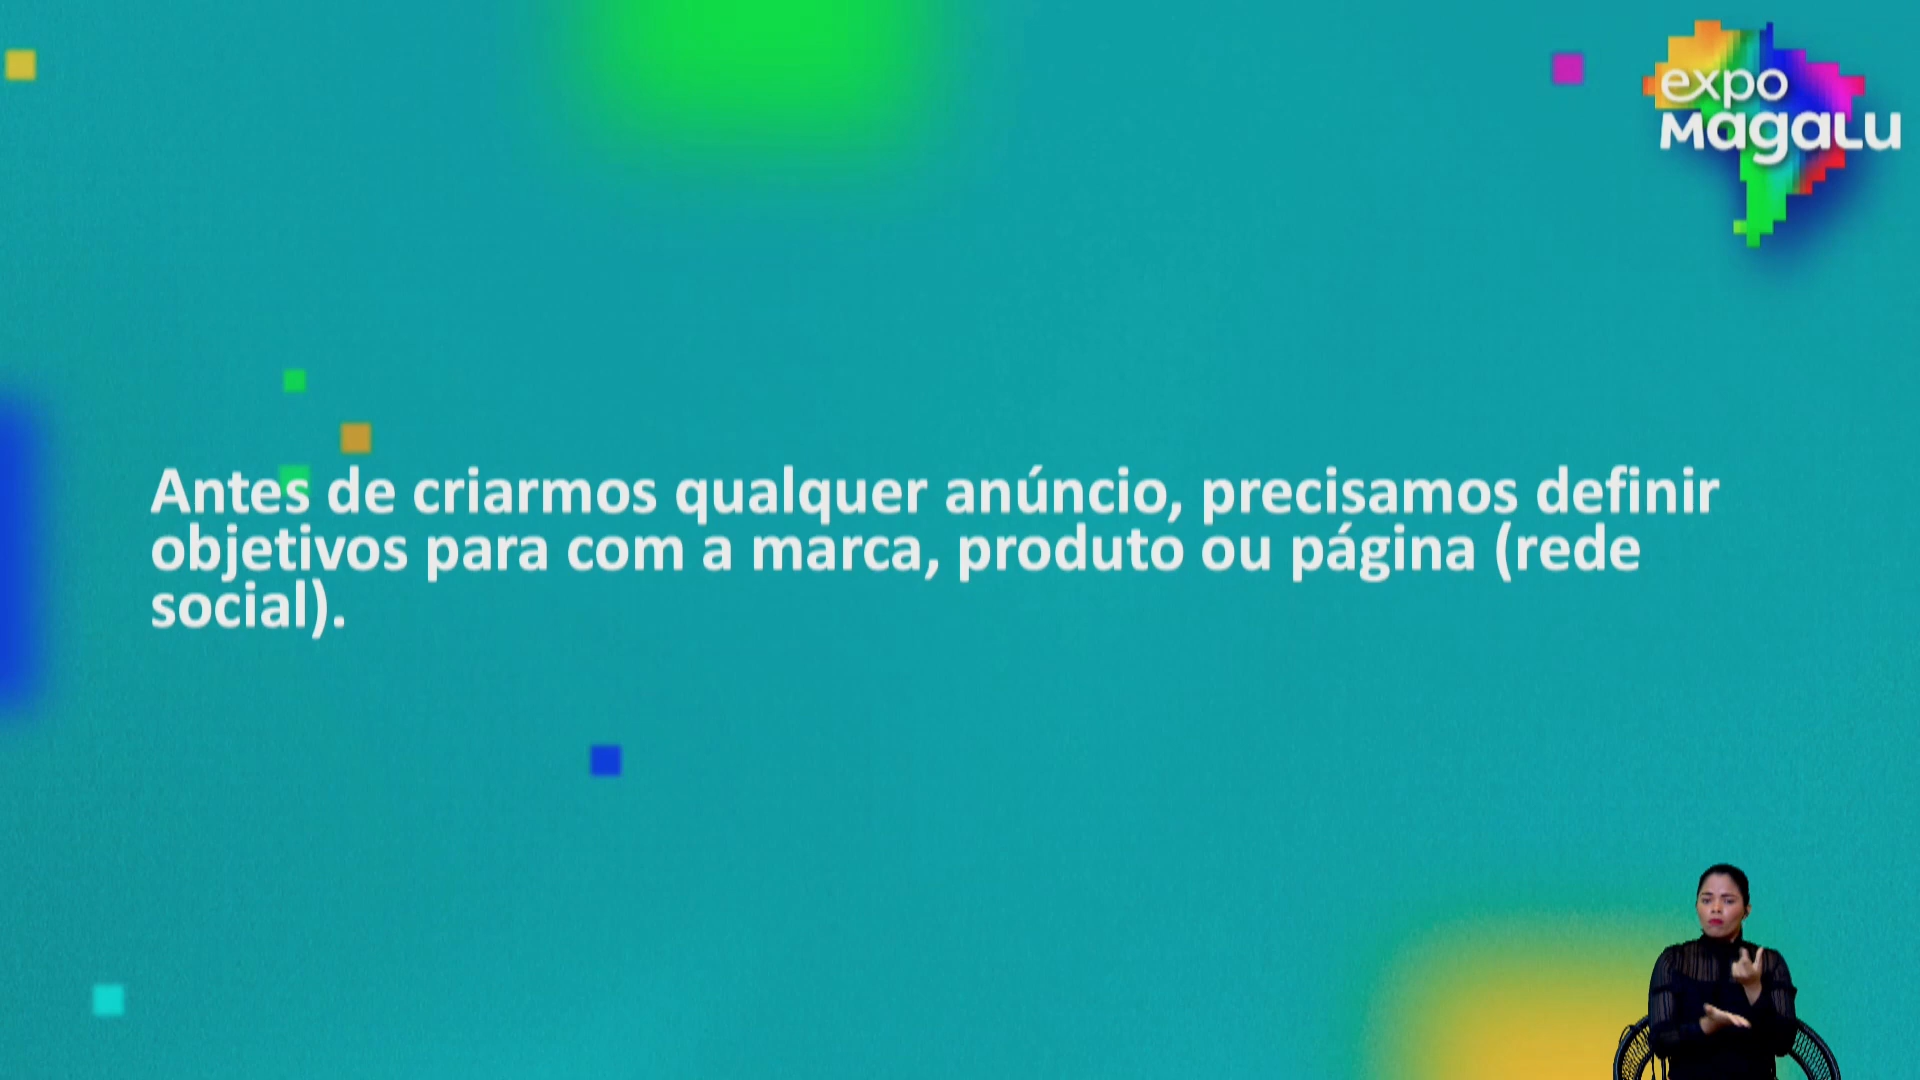 expo
magalu
Antes de criarmos qualquer anúncio, precisamos definir
objetivos para com a marca, produto ou página (rede
social).